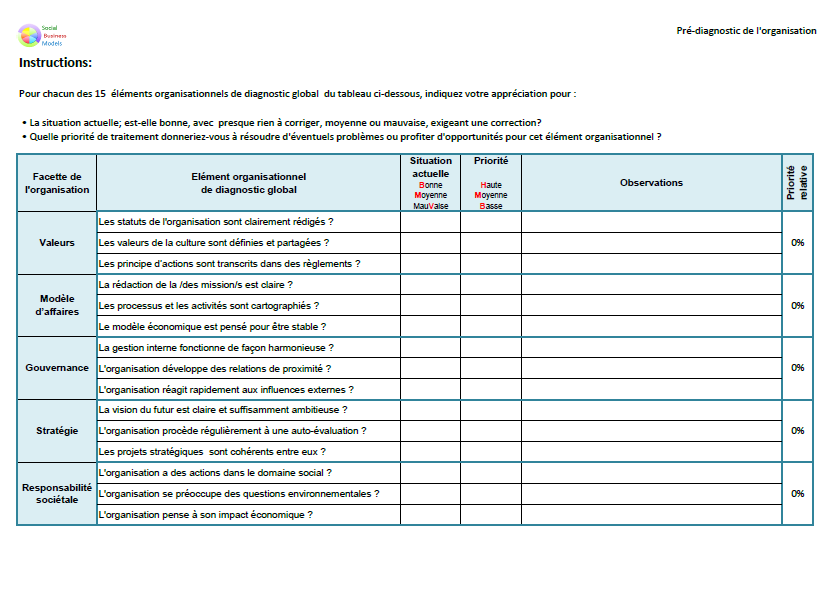 Social
Business
Models
Pré-diagnostic de l'organisation
Instructions:
Pour chacun des 15 éléments organisationnels de diagnostic global du tableau ci-dessous, indiquez votre appréciation pour :
• La situation actuelle; est-elle bonne, avec presque rien à corriger, moyenne ou mauvaise, exigeant une correction?
• Quelle priorité de traitement donneriez-vous à résoudre d'éventuels problèmes ou profiter d'opportunités pour cet élément organisationnel ?
Facette de
l'organisation
Elément organisationnel
de diagnostic global
Situation
actuelle
Bonne
Moyenne
MauVaise
Priorité
Haute
Moyenne
Basse
Observations
Priorité
relative
Valeurs
Les statuts de l'organisation sont clairement rédigés ?
Les valeurs de la culture sont définies et partagées ?
Les principe d'actions sont transcrits dans des règlements ?
0%
Modèle
d'affaires
La rédaction de la /des mission/s est claire ?
Les processus et les activités sont cartographiés ?
Le modèle économique est pensé pour être stable ?
0%
Gouvernance
La gestion interne fonctionne de façon harmonieuse ?
L'organisation développe des relations de proximité ?
L'organisation réagit rapidement aux influences externes ?
0%
Stratégie
La vision du futur est claire et suffisamment ambitieuse ?
L'organisation procède régulièrement à une auto-évaluation ?
Les projets stratégiques sont cohérents entre eux ?
0%
Responsabilité
sociétale
L'organisation a des actions dans le domaine social ?
L'organisation se préoccupe des questions environnementales ?
L'organisation pense à son impact économique ?
0%